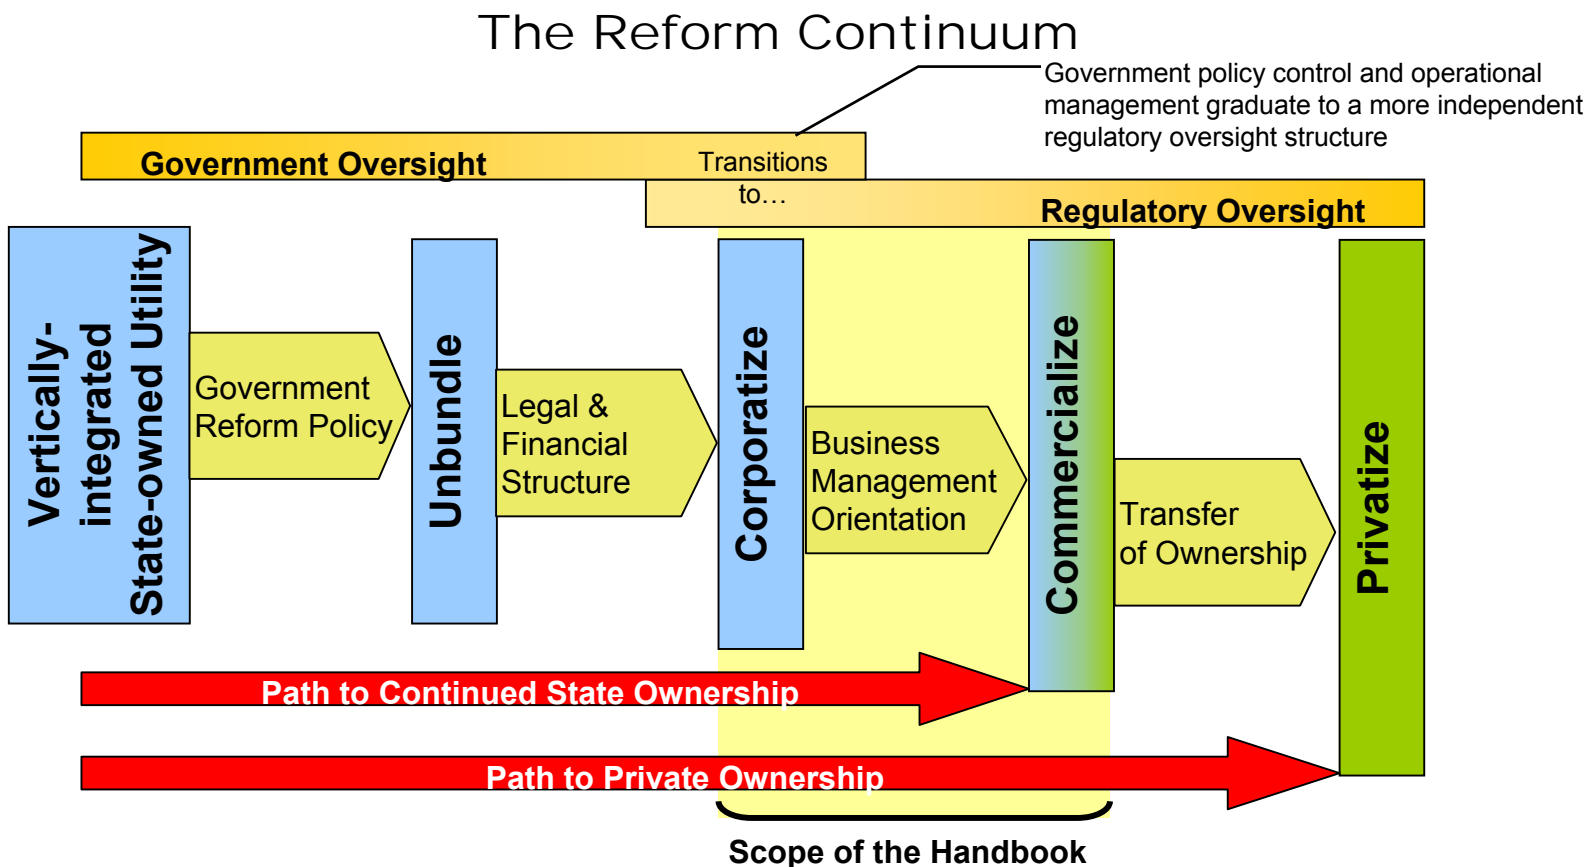 The Reform Continuum
Government policy control and operational
management graduate to a more independent
regulatory oversight structure
Government Oversight
Transitions
to…
Regulatory Oversight
Vertically-
integrated
State-owned Utility
Government
Reform Policy
Unbundle
Legal &
Financial
Structure
Corporatize
Business
Management
Orientation
Commercialize
Transfer
of Ownership
Privatize
Path to Continued State Ownership
Path to Private Ownership
Scope of the Handbook